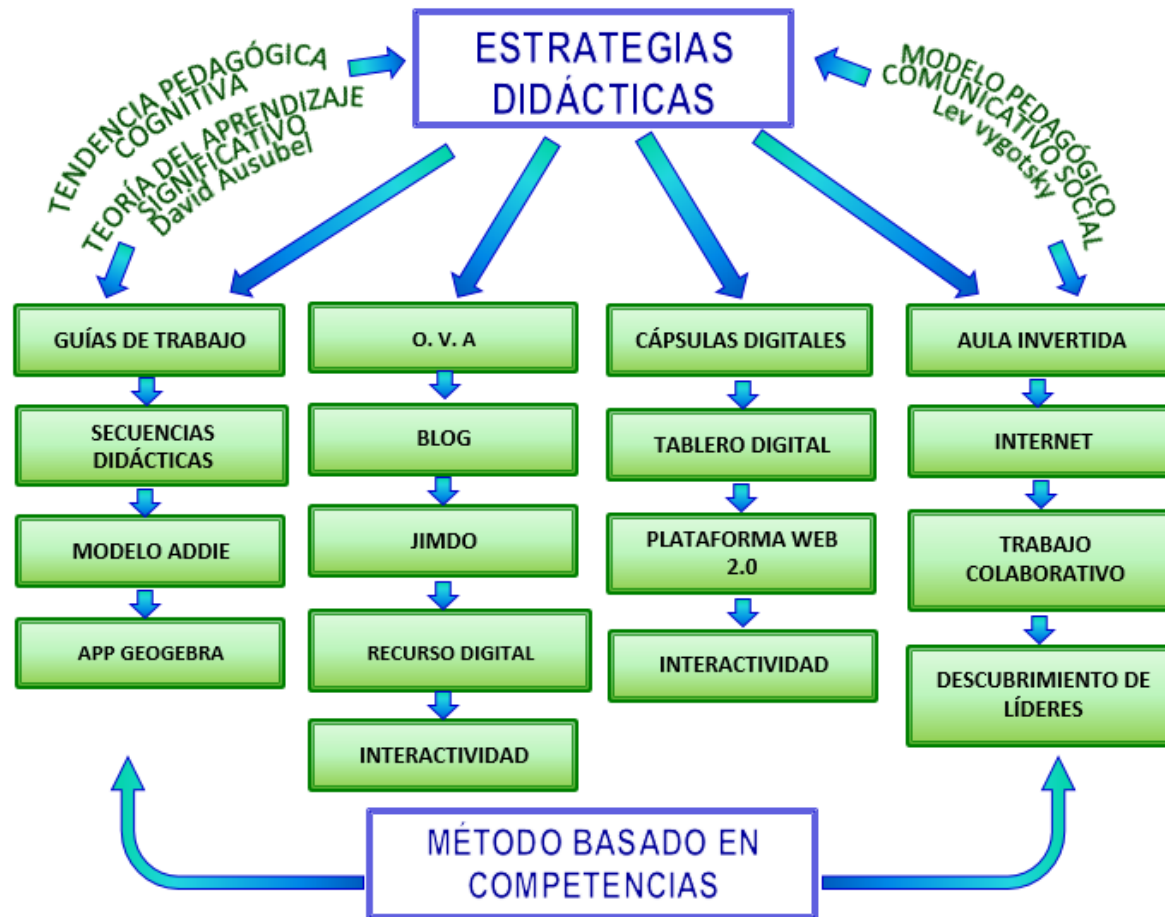 ESTRATEGIAS
DIDÁCTICAS
TENDENCIA PEDAGÓGICA
COGNITIVA
TEORÍA DEL APRENDIZAJE
SIGNIFICATIVO
David Ausubel
MODELO PEDAGÓGICO
COMUNICATIVO SOCIAL
Lev vygotsky
GUÍAS DE TRABAJO
SECUENCIAS
DIDÁCTICAS
MODELO ADDIE
APP GEOGEBRA
O. V. A
BLOG
JIMDO
RECURSO DIGITAL
INTERACTIVIDAD
CÁPSULAS DIGITALES
TABLERO DIGITAL
PLATAFORMA WEB
2.0
INTERACTIVIDAD
AULA INVERTIDA
INTERNET
TRABAJO
COLABORATIVO
DESCUBRIMIENTO DE
LÍDERES
MÉTODO BASADO EN
COMPETENCIAS